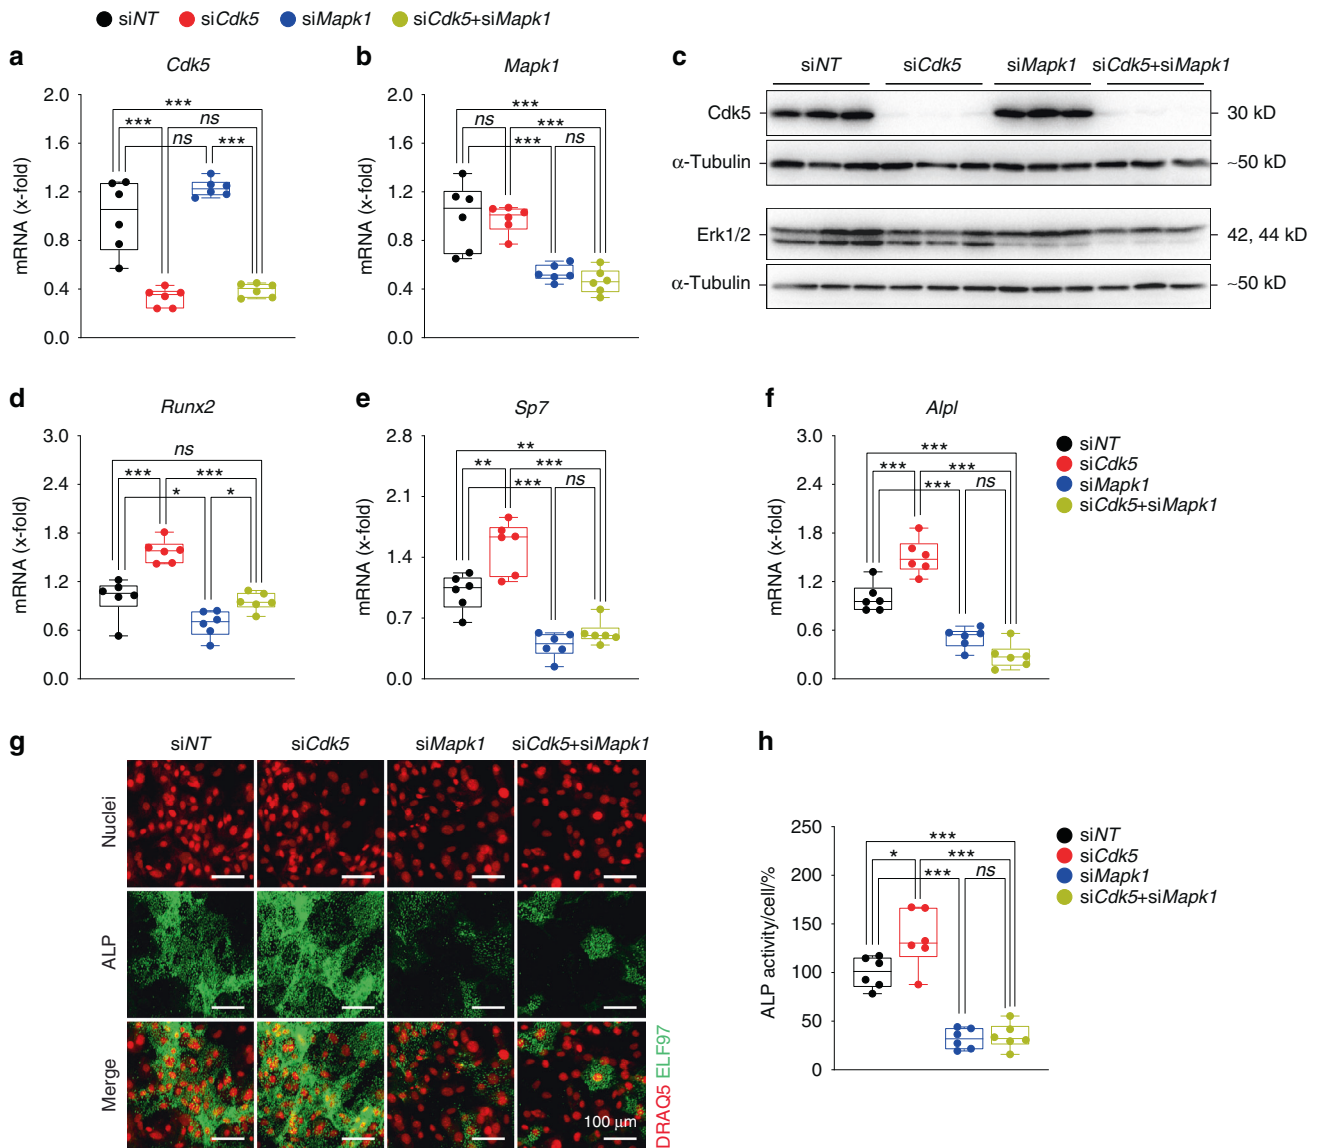 siNT siCdk5 siMapk1 siCdk5+siMapk1
a
Cdk5
mRNA (x-fold)
2.0
1.6
1.2
0.8
0.4
0.0
***
*** ns
ns ***
b
Mapk1
mRNA (x-fold)
2.0
1.6
1.2
0.8
0.4
0.0
***
ns ***
*** ns
c
siNT siCdk5 siMapk1 siCdk5+siMapk1
Cdk5 30 kD
α-Tubulin ~50 kD
Erk1/2 42, 44 kD
α-Tubulin ~50 kD
d
Runx2
mRNA (x-fold)
3.0
2.4
1.8
1.2
0.6
0.0
ns
*** ***
* *
e
Sp7
mRNA (x-fold)
2.8
2.1
1.4
0.7
0.0
**
** ***
*** ns
f
Alpl
mRNA (x-fold)
3.0
2.4
1.8
1.2
0.6
0.0
***
*** ***
*** ns
siNT
siCdk5
siMapk1
siCdk5+siMapk1
g
siNT siCdk5 siMapk1 siCdk5+siMapk1
Nuclei
ALP
Merge
100 μm
DRAQ5 ELF97
h
ALP activity/cell/%
250
200
150
100
50
0
***
* ***
*** ns
siNT
siCdk5
siMapk1
siCdk5+siMapk1